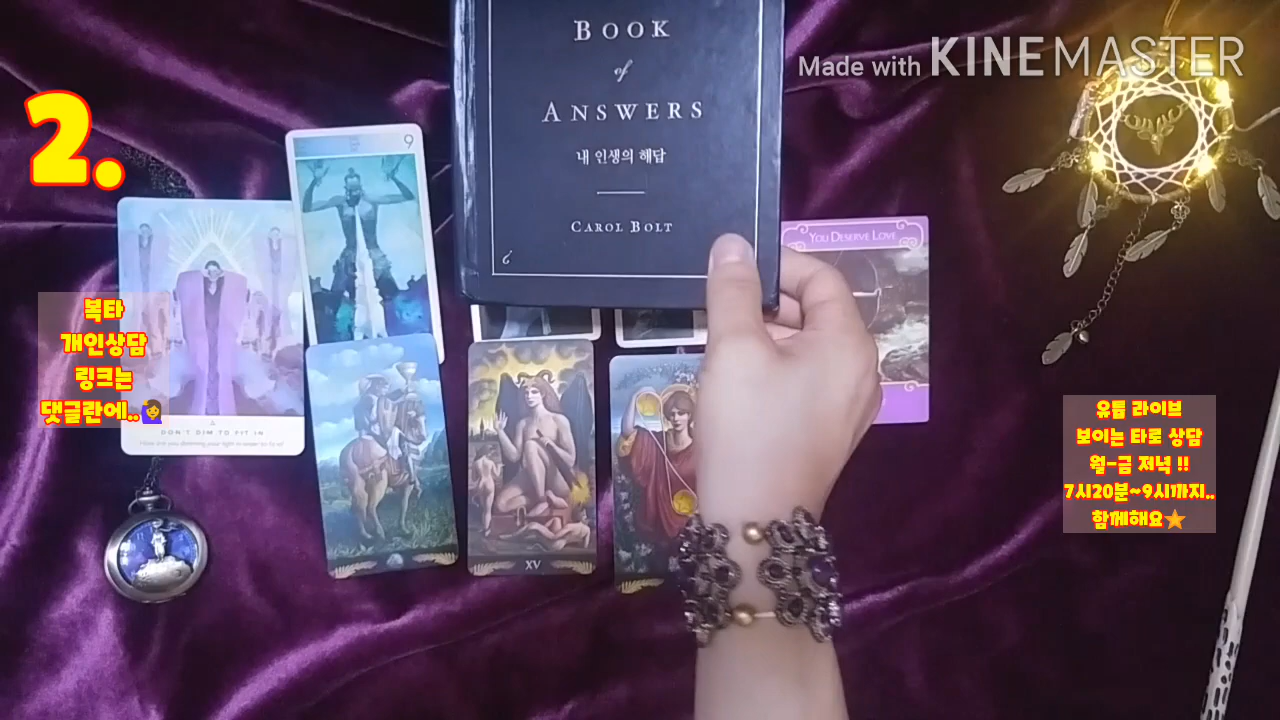 BOOK
of
ANSWERS
내 인생의 해답
CAROL BOLT
Made with KINEMASTER
2.
9
YOU DESERVE LOVE
복타
개인상담
링크는
댓글란에..🙋‍♀️
DON'T DIM TO FIT IN
유튭 라이브
보이는 타로 상담
월-금 저녁 !!
7시20분~9시까지..
함께해요⭐
XV